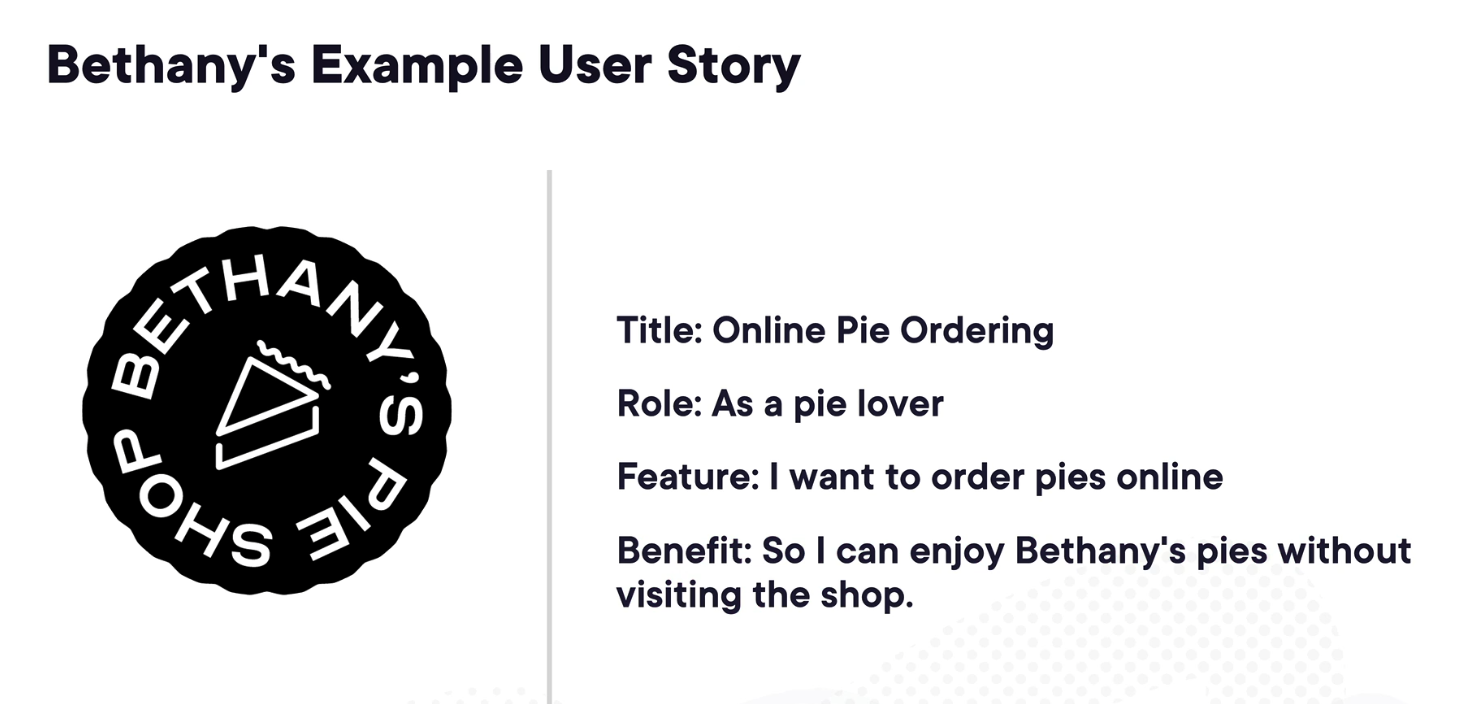 Bethany's Example User Story
BETHANY'S PIE SHOP
Title: Online Pie Ordering
Role: As a pie lover
Feature: I want to order pies online
Benefit: So I can enjoy Bethany's pies without
visiting the shop.